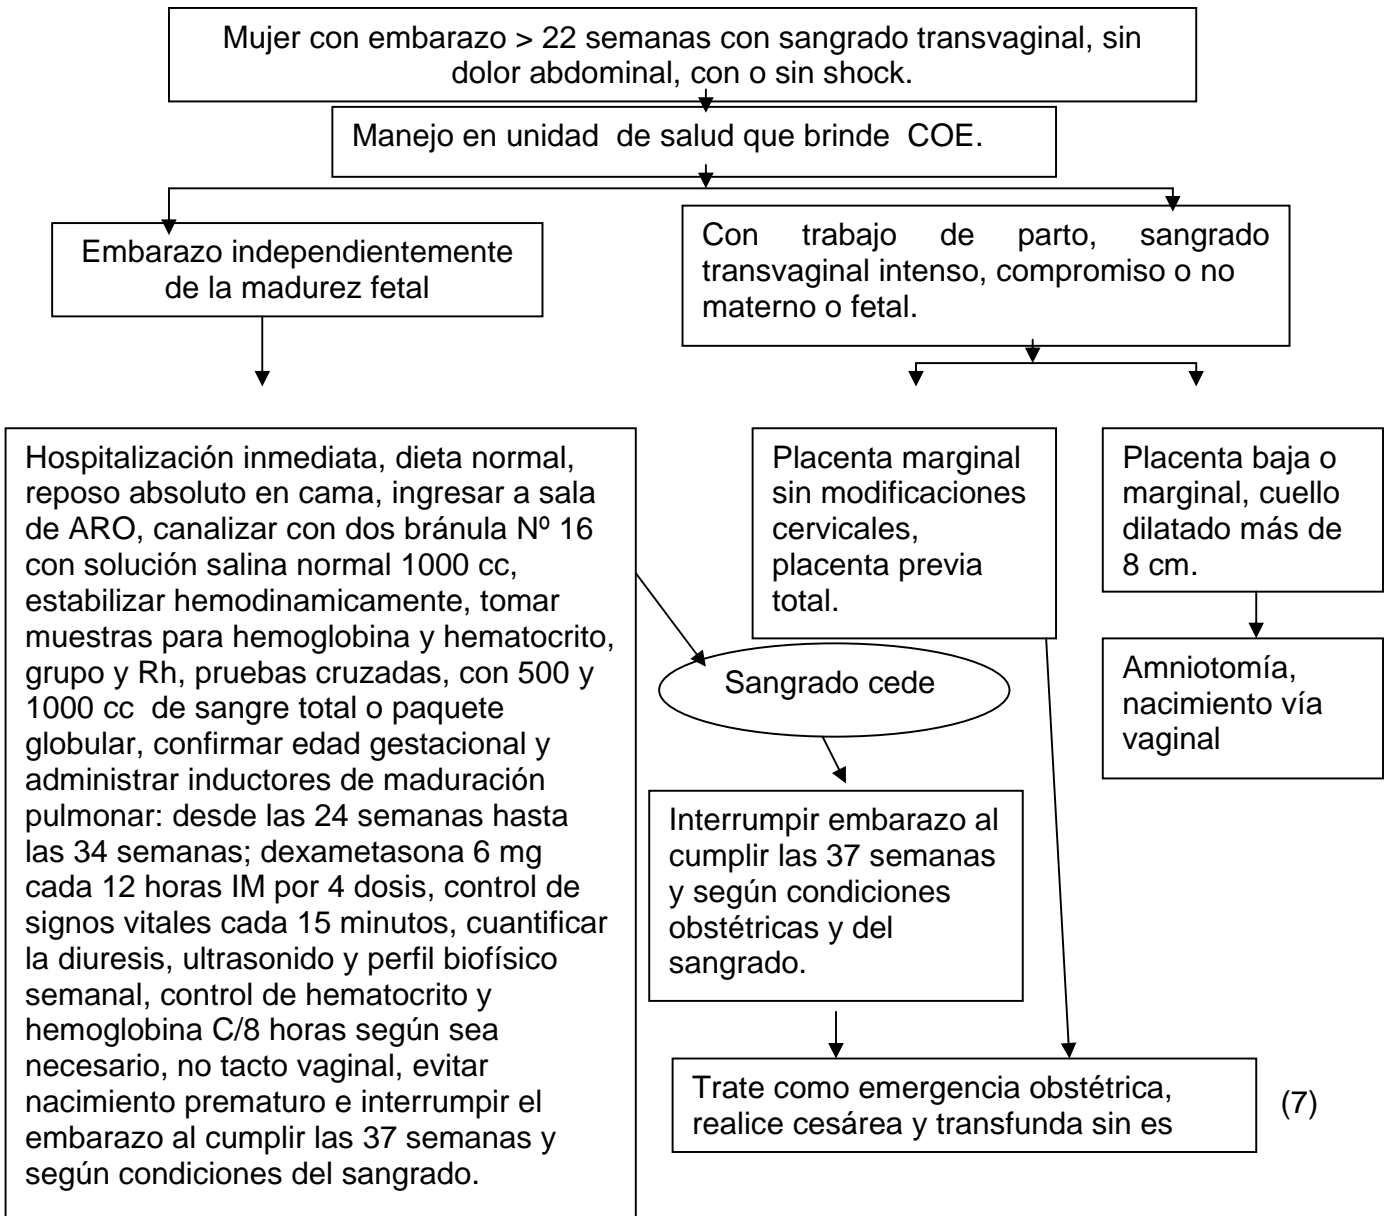 Mujer con embarazo > 22 semanas con sangrado transvaginal, sin
dolor abdominal, con o sin shock.
Manejo en unidad de salud que brinde COE.
Embarazo independientemente
de la madurez fetal
Con trabajo de parto, sangrado
transvaginal intenso, compromiso o no
materno o fetal.
Hospitalización inmediata, dieta normal,
reposo absoluto en cama, ingresar a sala
de ARO, canalizar con dos bránula Nº 16
con solución salina normal 1000 cc,
estabilizar hemodinamicamente, tomar
muestras para hemoglobina y hematocrito,
grupo y Rh, pruebas cruzadas, con 500 y
1000 cc de sangre total o paquete
globular, confirmar edad gestacional y
administrar inductores de maduración
pulmonar: desde las 24 semanas hasta
las 34 semanas; dexametasona 6 mg
cada 12 horas IM por 4 dosis, control de
signos vitales cada 15 minutos, cuantificar
la diuresis, ultrasonido y perfil biofísico
semanal, control de hematocrito y
hemoglobina C/8 horas según sea
necesario, no tacto vaginal, evitar
nacimiento prematuro e interrumpir el
embarazo al cumplir las 37 semanas y
según condiciones del sangrado.
Placenta marginal
sin modificaciones
cervicales,
placenta previa
total.
Placenta baja o
marginal, cuello
dilatado más de
8 cm.
Sangrado cede
Amniotomía,
nacimiento vía
vaginal
Interrumpir embarazo al
cumplir las 37 semanas
y según condiciones
obstétricas y del
sangrado.
Trate como emergencia obstétrica,
realice cesárea y transfunda sin es
(7)